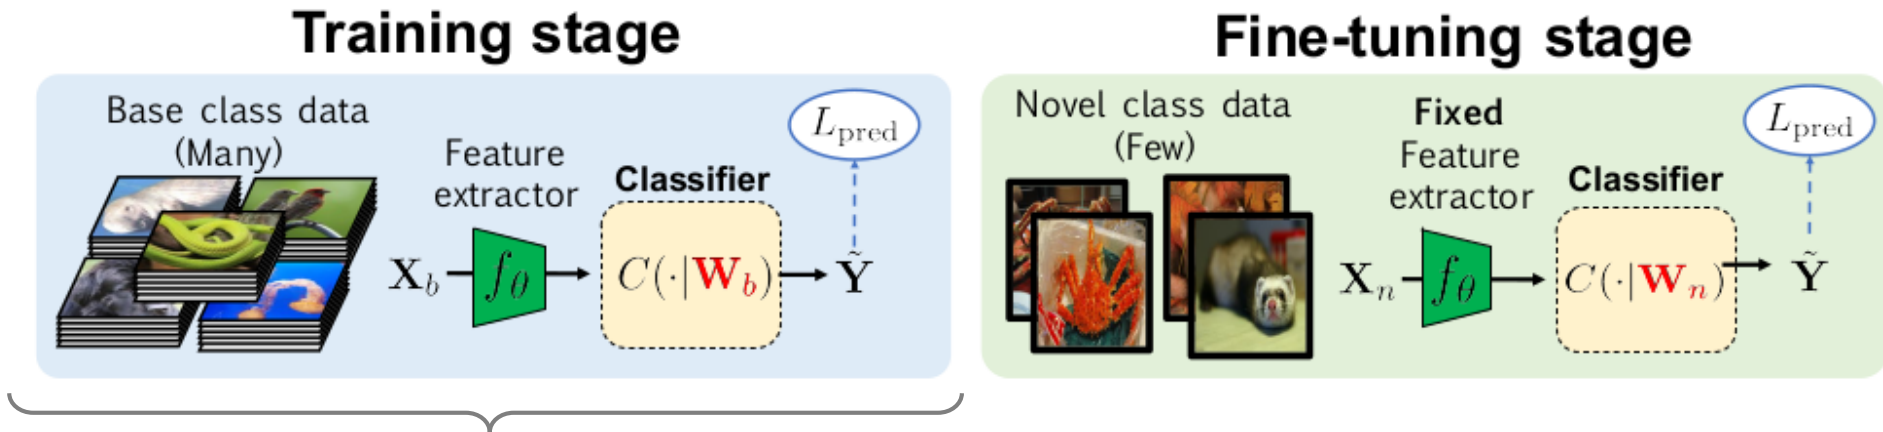 Training stage
Base class data
(Many)
Feature
extractor
Classifier
L_pred
X_b
f_θ
C(·|W_b)
Ỹ
Fine-tuning stage
Novel class data
(Few)
Fixed
Feature
extractor
Classifier
L_pred
X_n
f_θ
C(·|W_n)
Ỹ